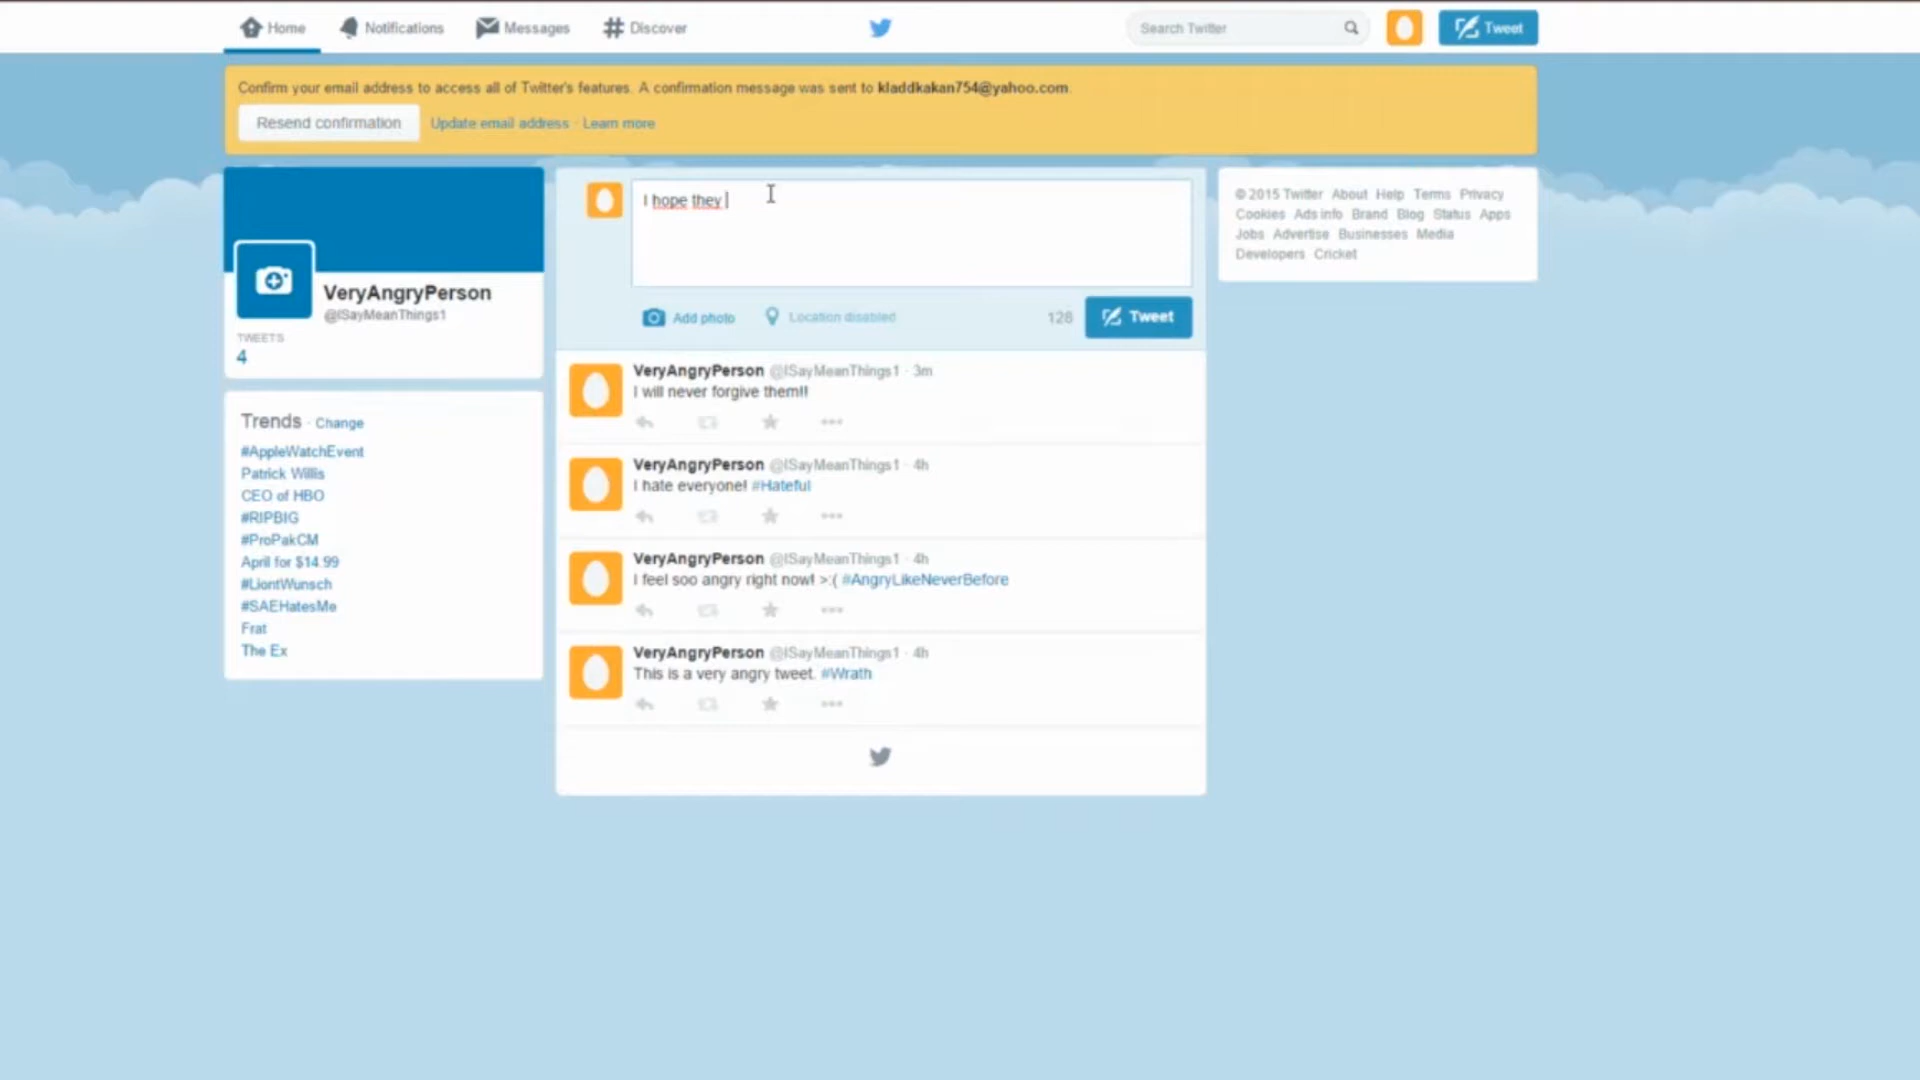 Home Notifications Messages Discover Search Twitter Tweet
Confirm your email address to access all of Twitter's features. A confirmation message was sent to kladdkakan754@yahoo.com.
Resend confirmation Update email address · Learn more
VeryAngryPerson
@ISayMeanThings1
TWEETS
4
Trends · Change
#AppleWatchEvent
Patrick Willis
CEO of HBO
#RIPBIG
#ProPakCM
April for $14.99
#LiontWunsch
#SAEHatesMe
Frat
The Ex
I hope they
Add photo Location disabled 128 Tweet
VeryAngryPerson @ISayMeanThings1 · 3m
I will never forgive them!!
VeryAngryPerson @ISayMeanThings1 · 4h
I hate everyone! #Hateful
VeryAngryPerson @ISayMeanThings1 · 4h
I feel soo angry right now! >:( #AngryLikeNeverBefore
VeryAngryPerson @ISayMeanThings1 · 4h
This is a very angry tweet. #Wrath
© 2015 Twitter About Help Terms Privacy
Cookies Ads info Brand Blog Status Apps
Jobs Advertise Businesses Media
Developers Cricket